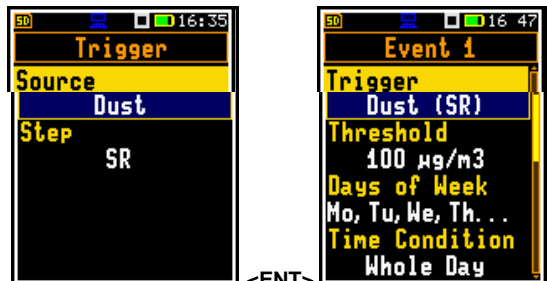 SD 16:35
Trigger
Source
Dust
Step
SR
<ENT>
SD 16 47
Event 1
Trigger
Dust (SR)
Threshold
100 µg/m3
Days of Week
Mo, Tu, We, Th...
Time Condition
Whole Day